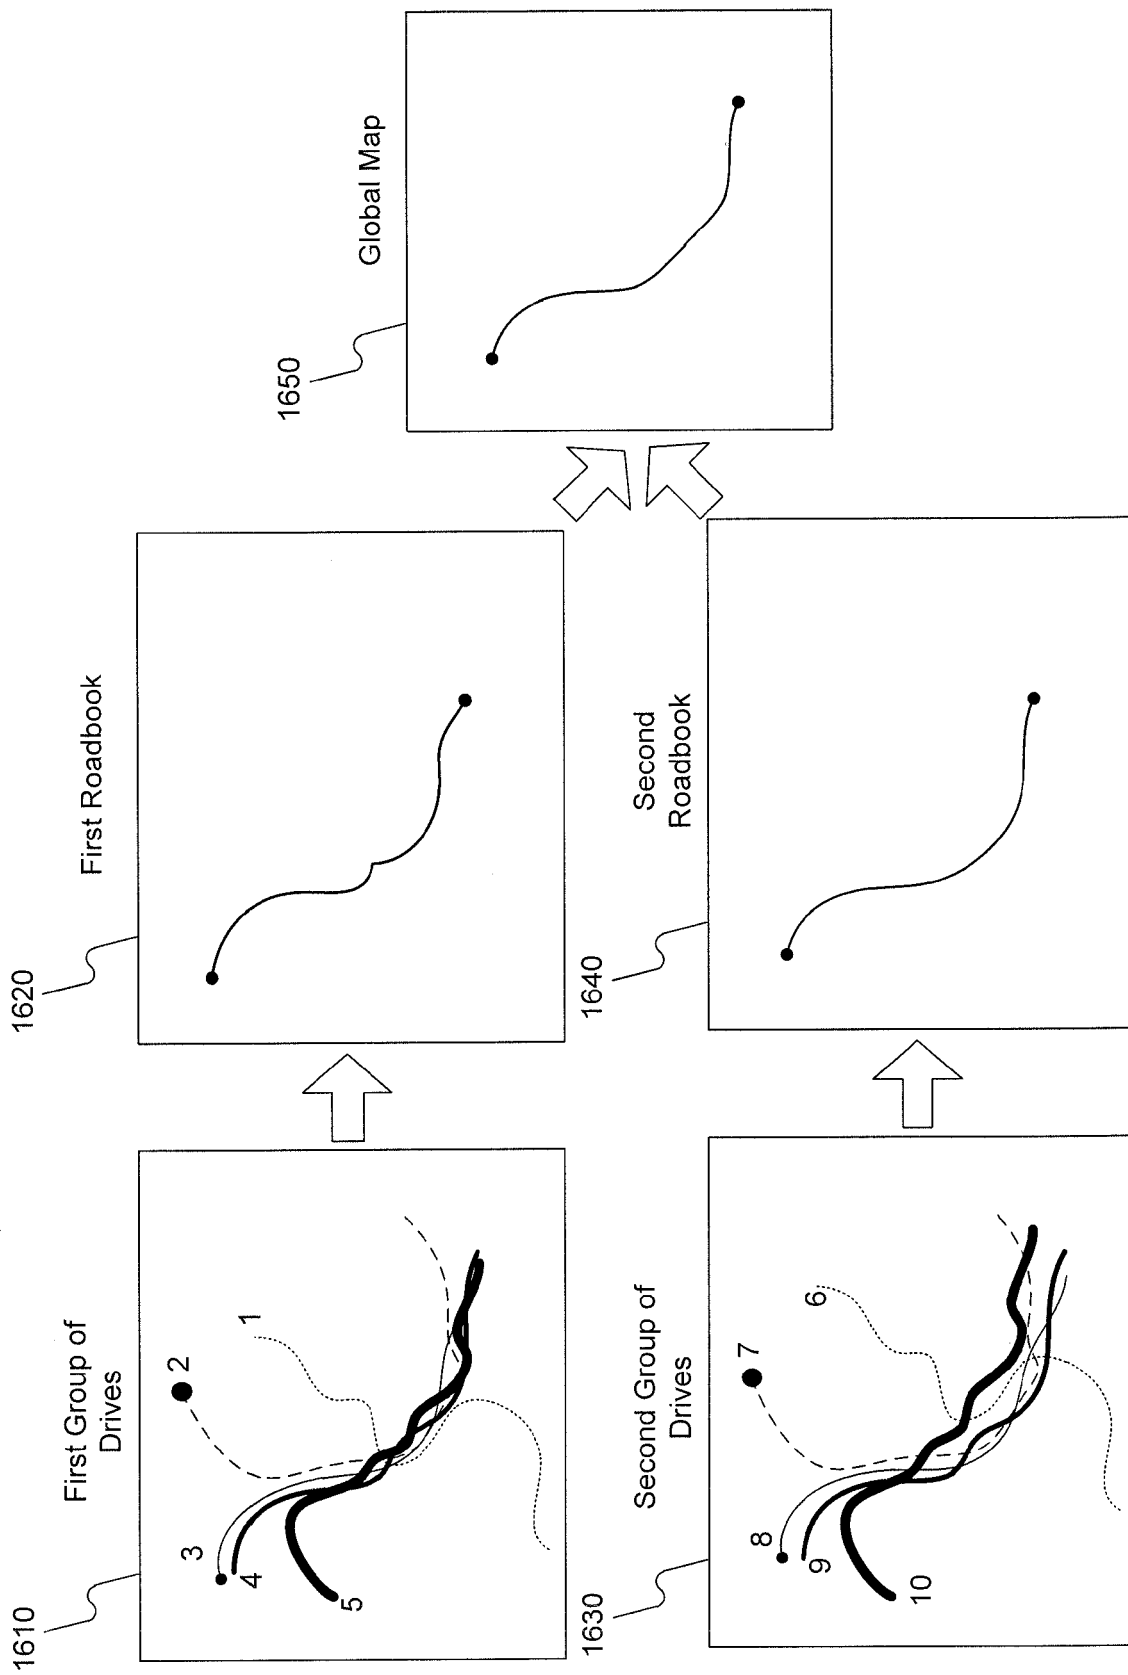 1610
First Group of
Drives
1
2
3
4
5
1620
First Roadbook
1630
Second Group of
Drives
6
7
8
9
10
1640
Second
Roadbook
1650
Global Map